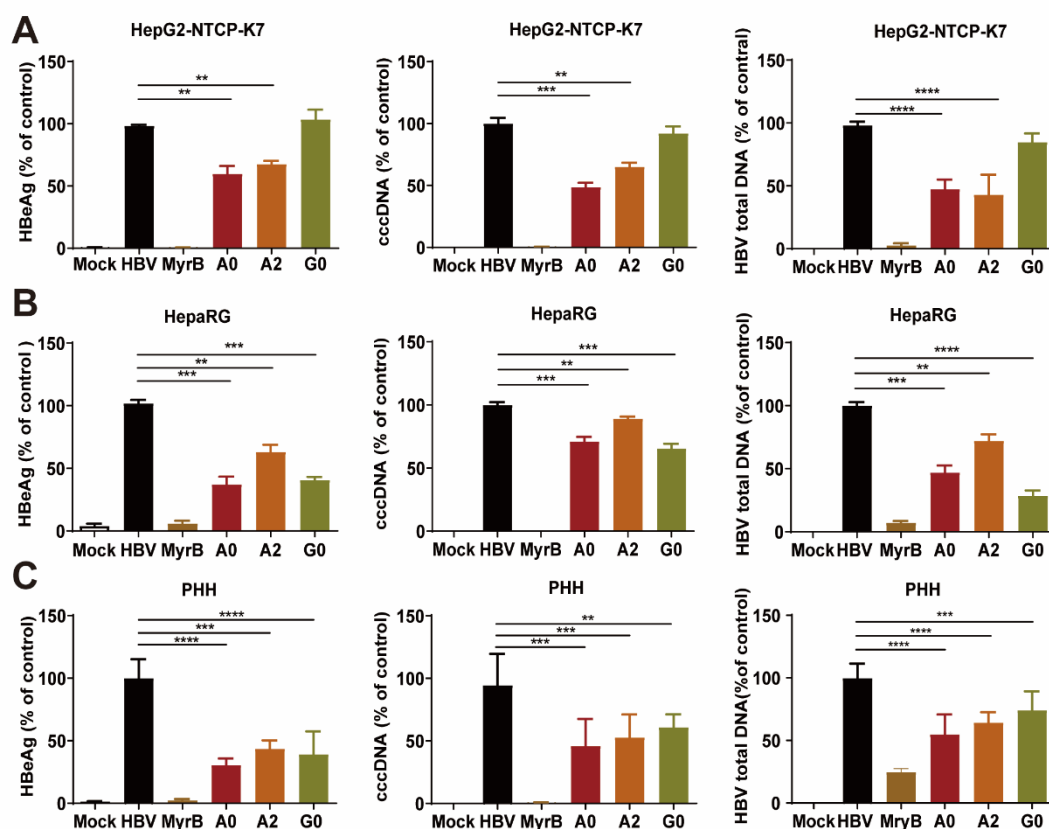 A
HepG2-NTCP-K7
HBeAg (% of control)
150
100
50
0
**
**
Mock HBV MyrB A0 A2 G0
HepG2-NTCP-K7
cccDNA (% of control)
150
100
50
0
**
***
Mock HBV MyrB A0 A2 G0
HepG2-NTCP-K7
HBV total DNA (% of control)
150
100
50
0
****
****
Mock HBV MyrB A0 A2 G0
B
HepaRG
HBeAg (% of control )
150
100
50
0
***
**
***
Mock HBV MyrB A0 A2 G0
HepaRG
cccDNA (% of control)
150
100
50
0
***
**
***
Mock HBV MyrB A0 A2 G0
HepaRG
HBV total DNA (%of control)
150
100
50
0
****
**
***
Mock HBV MyrB A0 A2 G0
C
PHH
HBeAg (% of control)
150
100
50
0
****
***
****
Mock HBV MyrB A0 A2 G0
PHH
cccDNA (% of control)
150
100
50
0
**
***
***
Mock HBV MyrB A0 A2 G0
PHH
HBV total DNA(%of control)
150
100
50
0
***
****
****
Mock HBV MryrB A0 A2 G0